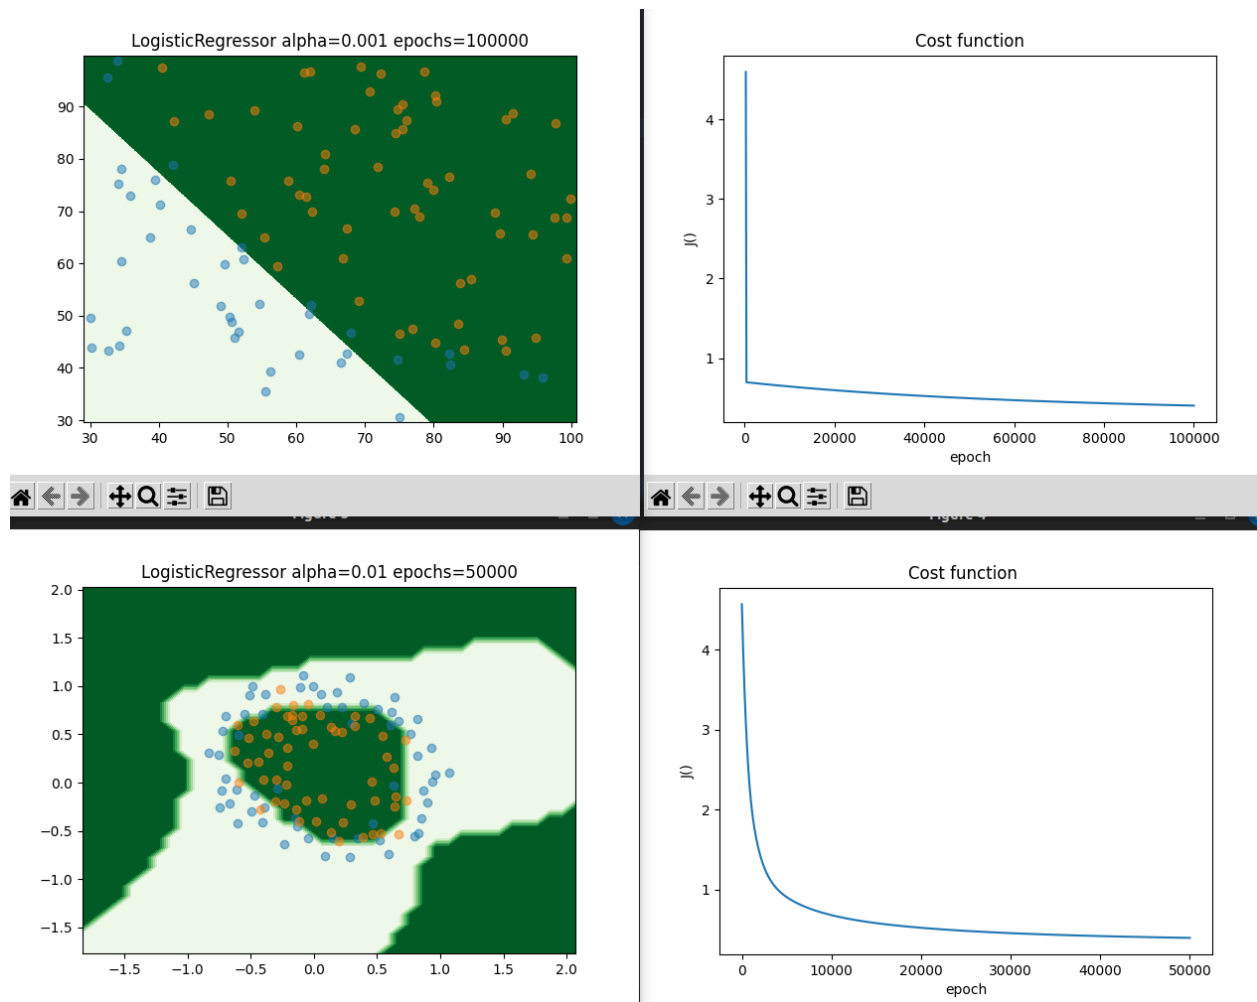 LogisticRegressor alpha=0.001 epochs=100000
90
80
70
60
50
40
30
30 40 50 60 70 80 90 100
Cost function
4
3
2
1
J()
0 20000 40000 60000 80000 100000
epoch
LogisticRegressor alpha=0.01 epochs=50000
2.0
1.5
1.0
0.5
0.0
−0.5
−1.0
−1.5
−1.5 −1.0 −0.5 0.0 0.5 1.0 1.5 2.0
Cost function
4
3
2
1
J()
0 10000 20000 30000 40000 50000
epoch